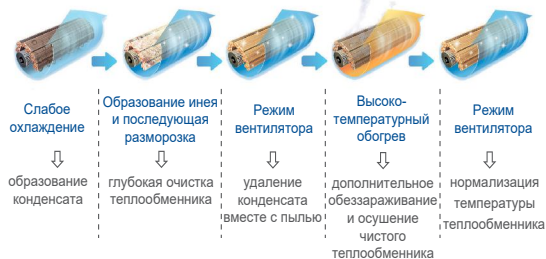 Слабое
охлаждение
образование
конденсата
Образование инея
и последующая
разморозка
глубокая очистка
теплообменника
Режим
вентилятора
удаление
конденсата
вместе с пылью
Высоко-
температурный
обогрев
дополнительное
обеззараживание
и осушение
чистого
теплообменника
Режим
вентилятора
нормализация
температуры
теплообменника